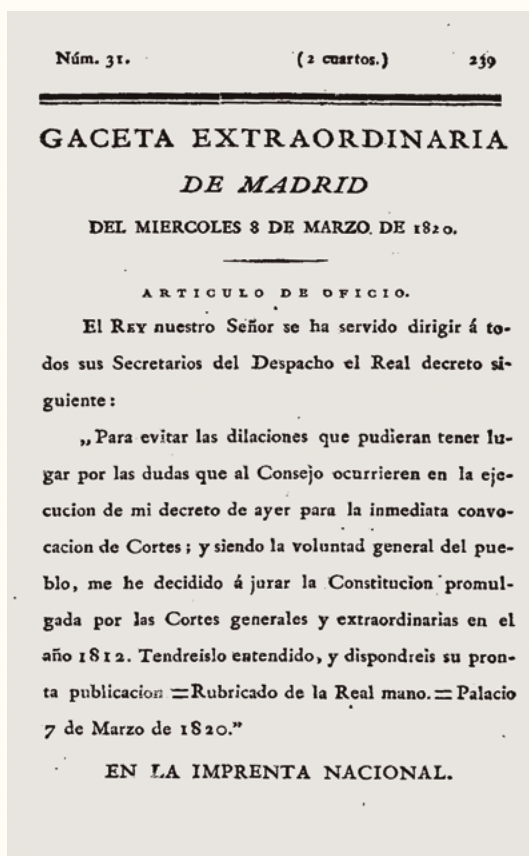 Núm. 31. (2 cuartos.) 239
GACETA EXTRAORDINARIA
DE MADRID
DEL MIERCOLES 8 DE MARZO DE 1820.
ARTICULO DE OFICIO.
El REY nuestro Señor se ha servido dirigir á to-
dos sus Secretarios del Despacho el Real decreto si-
guiente:
„Para evitar las dilaciones que pudieran tener lu-
gar por las dudas que al Consejo ocurrieren en la eje-
cucion de mi decreto de ayer para la inmediata convo-
cacion de Cortes; y siendo la voluntad general del pue-
blo, me he decidido á jurar la Constitucion promul-
gada por las Cortes generales y extraordinarias en el
año 1812. Tendreislo entendido, y dispondreis su pron-
ta publicacion =Rubricado de la Real mano.=Palacio
7 de Marzo de 1820.”
EN LA IMPRENTA NACIONAL.